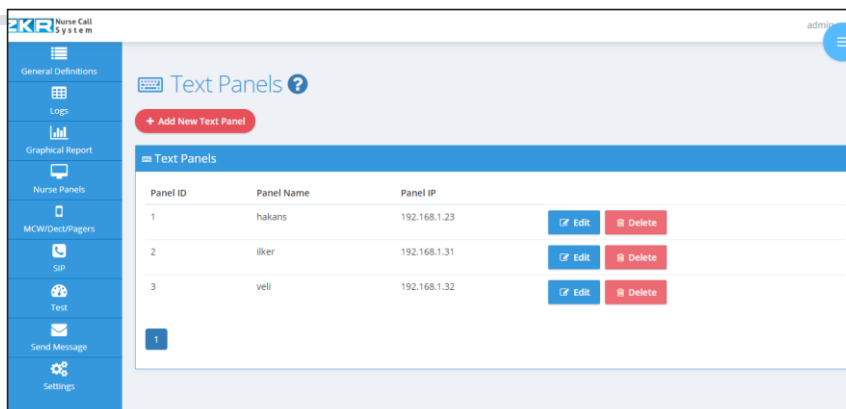 ZKR Nurse Call System
admin
General Definitions
Logs
Graphical Report
Nurse Panels
MCW/Dect/Pagers
SIP
Test
Send Message
Settings
Text Panels ?
+ Add New Text Panel
Text Panels
Panel ID Panel Name Panel IP
1 hakans 192.168.1.23 Edit Delete
2 ilker 192.168.1.31 Edit Delete
3 veli 192.168.1.32 Edit Delete
1